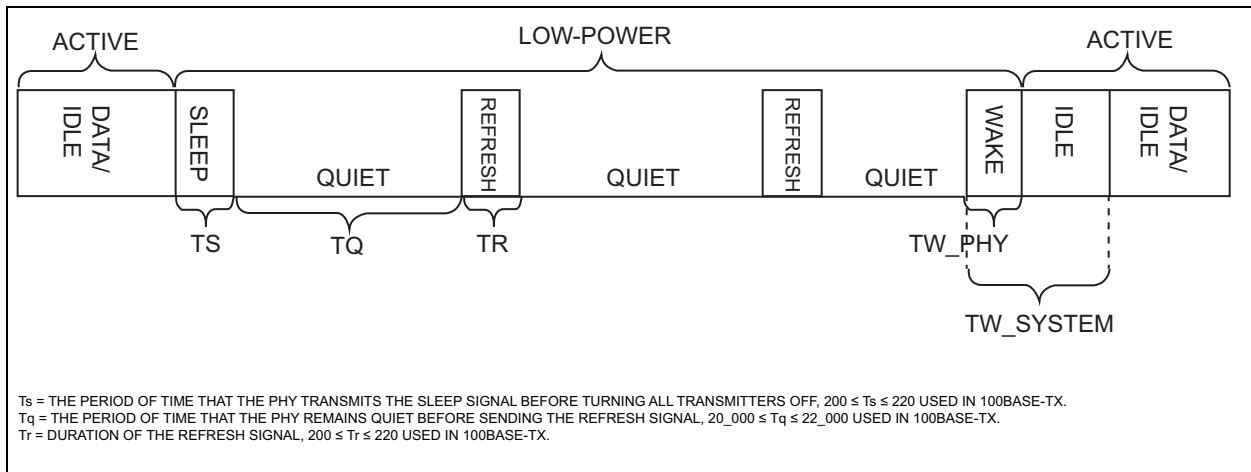 ACTIVE
LOW-POWER
ACTIVE
DATA/
IDLE
SLEEP
QUIET
REFRESH
QUIET
REFRESH
QUIET
WAKE
IDLE
DATA/
IDLE
TS
TQ
TR
TW_PHY
TW_SYSTEM
Ts = THE PERIOD OF TIME THAT THE PHY TRANSMITS THE SLEEP SIGNAL BEFORE TURNING ALL TRANSMITTERS OFF, 200 ≤ Ts ≤ 220 USED IN 100BASE-TX.
Tq = THE PERIOD OF TIME THAT THE PHY REMAINS QUIET BEFORE SENDING THE REFRESH SIGNAL, 20_000 ≤ Tq ≤ 22_000 USED IN 100BASE-TX.
Tr = DURATION OF THE REFRESH SIGNAL, 200 ≤ Tr ≤ 220 USED IN 100BASE-TX.